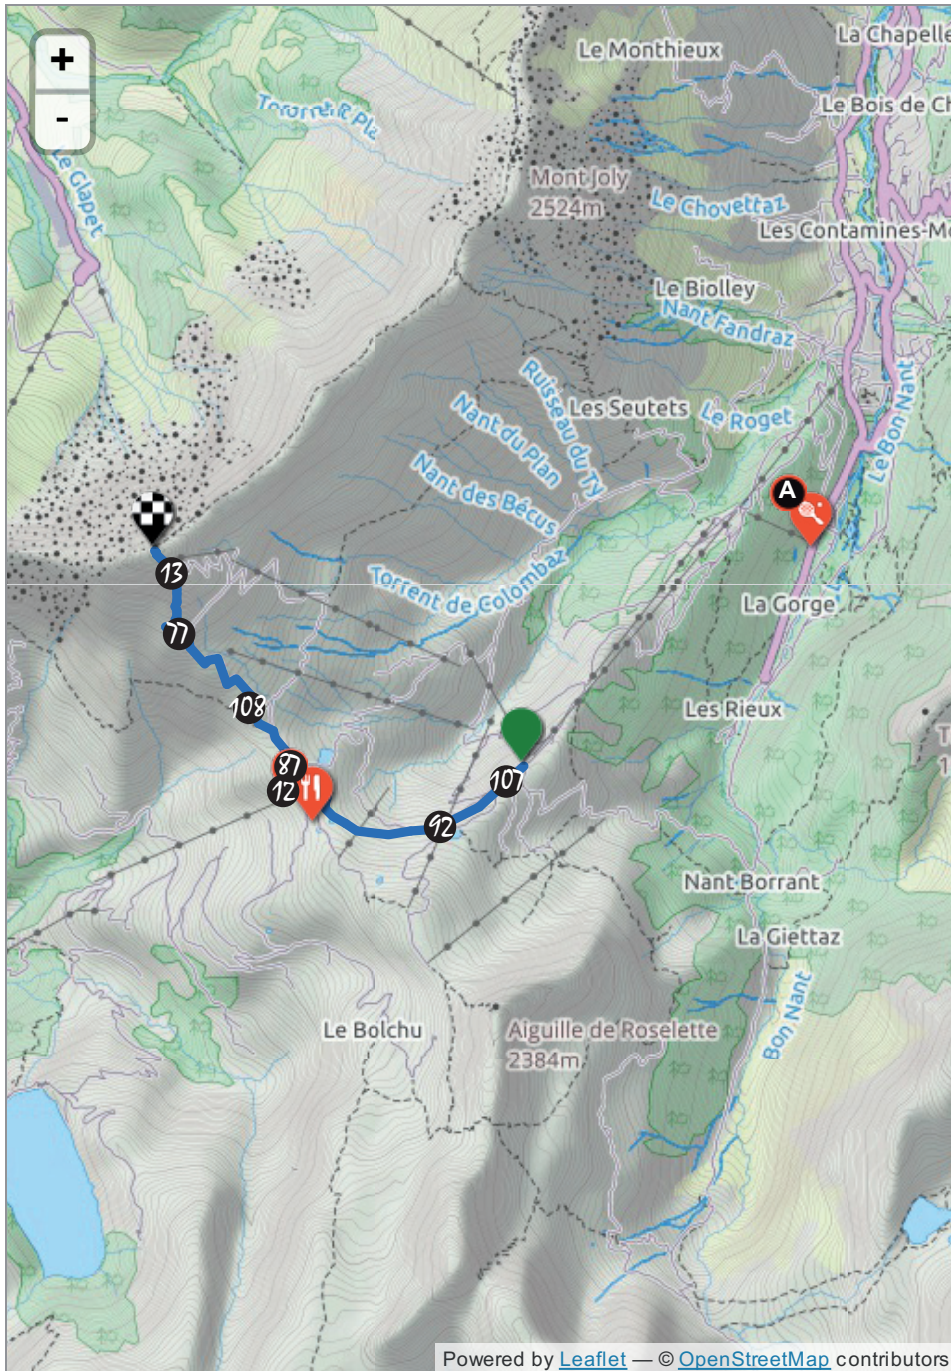 +
-
Le Monthieux
La Chapelle
Torrent & Pla
Le Bois de Ch
Le Glapet
Mont Joly
2524m
Le Chovettaz
Les Contamines-Mo
Le Biolley
Nant Fandraz
Ruisseau du Ty
Les Seutets
Le Roget
Nant du Plan
Le Bon Nant
Nant des Bécus
A
Torrent de Colombaz
13
La Gorge
77
108
Les Rieux
T
1
87
107
12
92
Nant Borrant
La Giettaz
Bon Nant
Le Bolchu
Aiguille de Roselette
2384m
Powered by Leaflet — © OpenStreetMap contributors